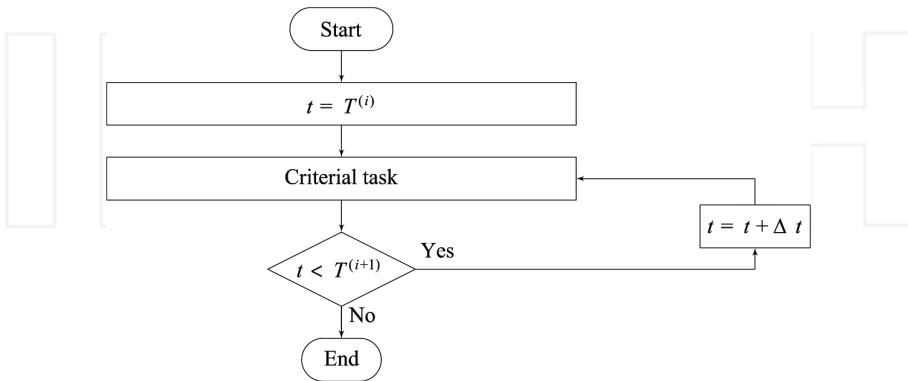 Start
t = T^(i)
Criterial task
t = t + Δ t
t < T^(i+1)
Yes
No
End